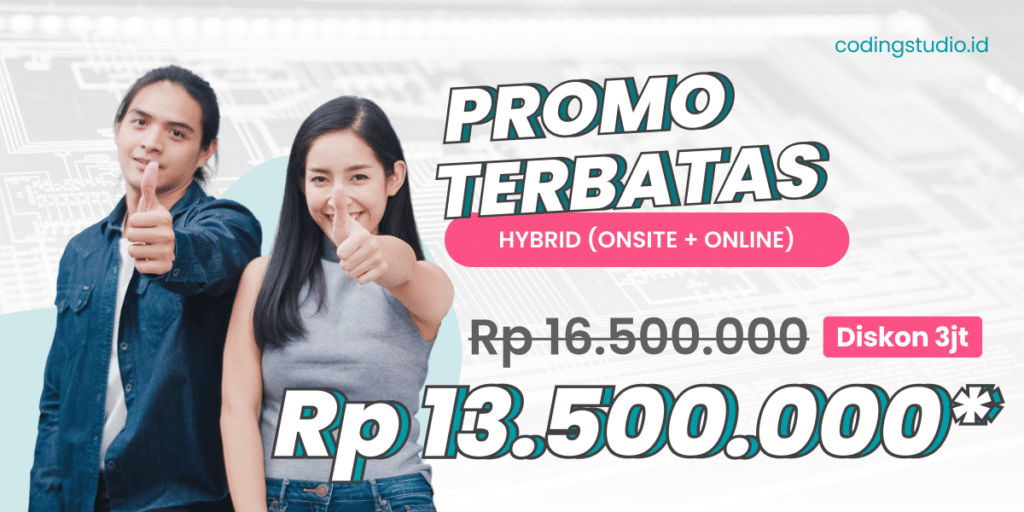 codingstudio.id
PROMO
TERBATAS
HYBRID (ONSITE + ONLINE)
Rp 16.500.000 Diskon 3jt
Rp 13.500.000*